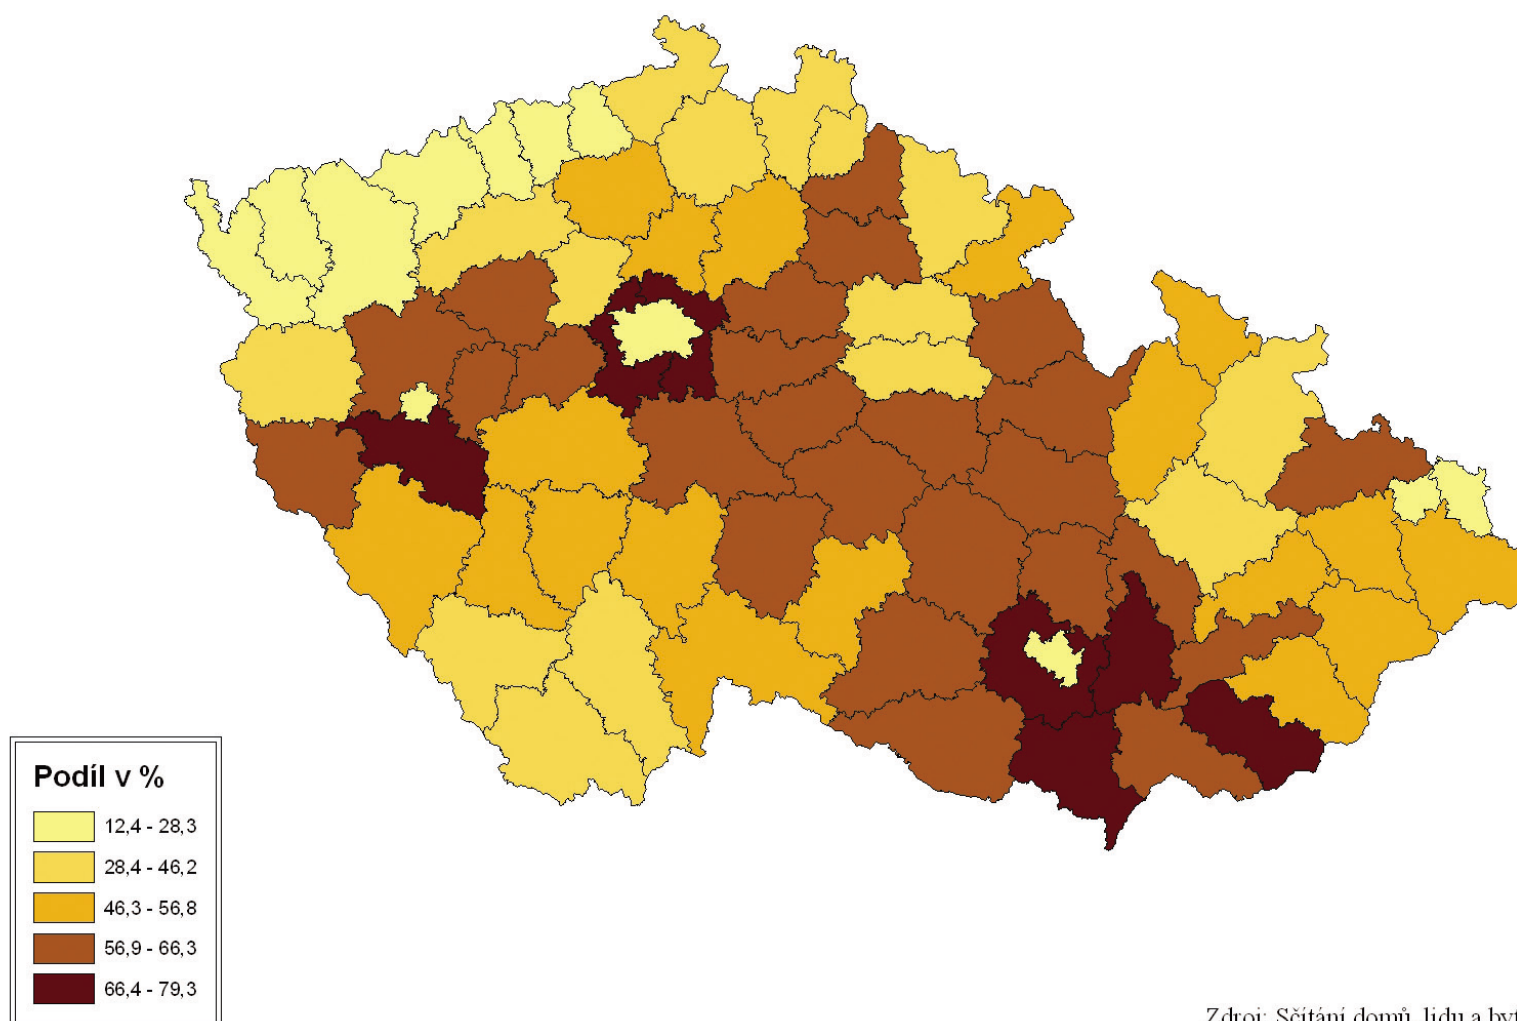 Podíl v %
12,4 - 28,3
28,4 - 46,2
46,3 - 56,8
56,9 - 66,3
66,4 - 79,3
Zdroj: Sčítání domů, lidu a byt